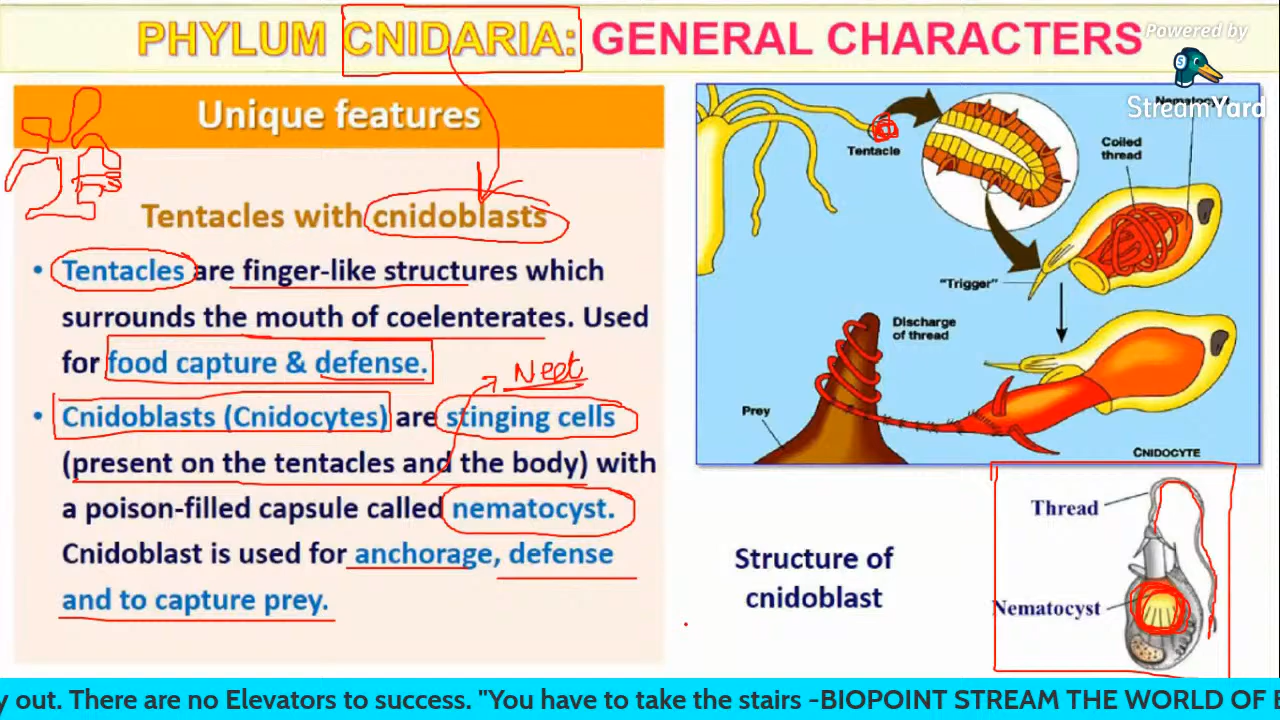 PHYLUM CNIDARIA: GENERAL CHARACTERS
Powered by
StreamYard
Unique features
Tentacles with cnidoblasts
• Tentacles are finger-like structures which
surrounds the mouth of coelenterates. Used
for food capture & defense.
Neet
• Cnidoblasts (Cnidocytes) are stinging cells
(present on the tentacles and the body) with
a poison-filled capsule called nematocyst.
Cnidoblast is used for anchorage, defense
and to capture prey.
Tentacle
Coiled
thread
"Trigger"
Discharge
of thread
Prey
CNIDOCYTE
Structure of
cnidoblast
Thread
Nematocyst
y out. There are no Elevators to success. "You have to take the stairs -BIOPOINT STREAM THE WORLD OF